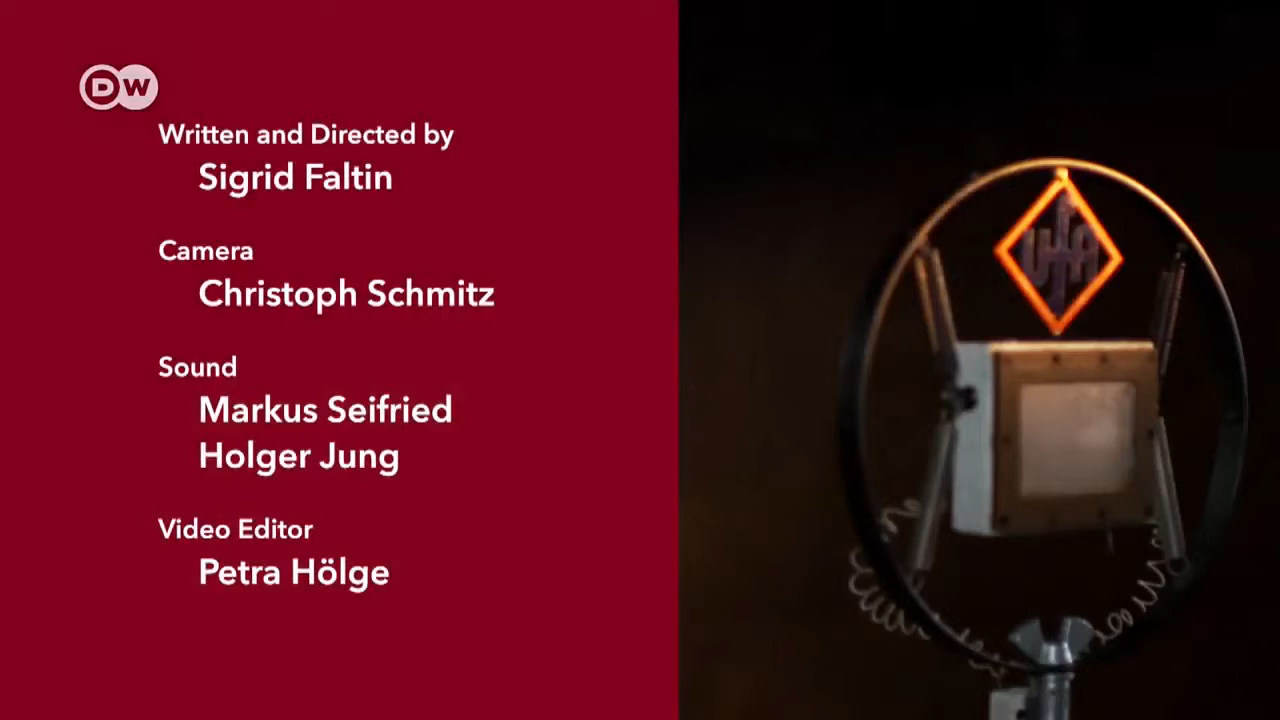 DW
Written and Directed by
Sigrid Faltin
Camera
Christoph Schmitz
Sound
Markus Seifried
Holger Jung
Video Editor
Petra Hölge
UfA